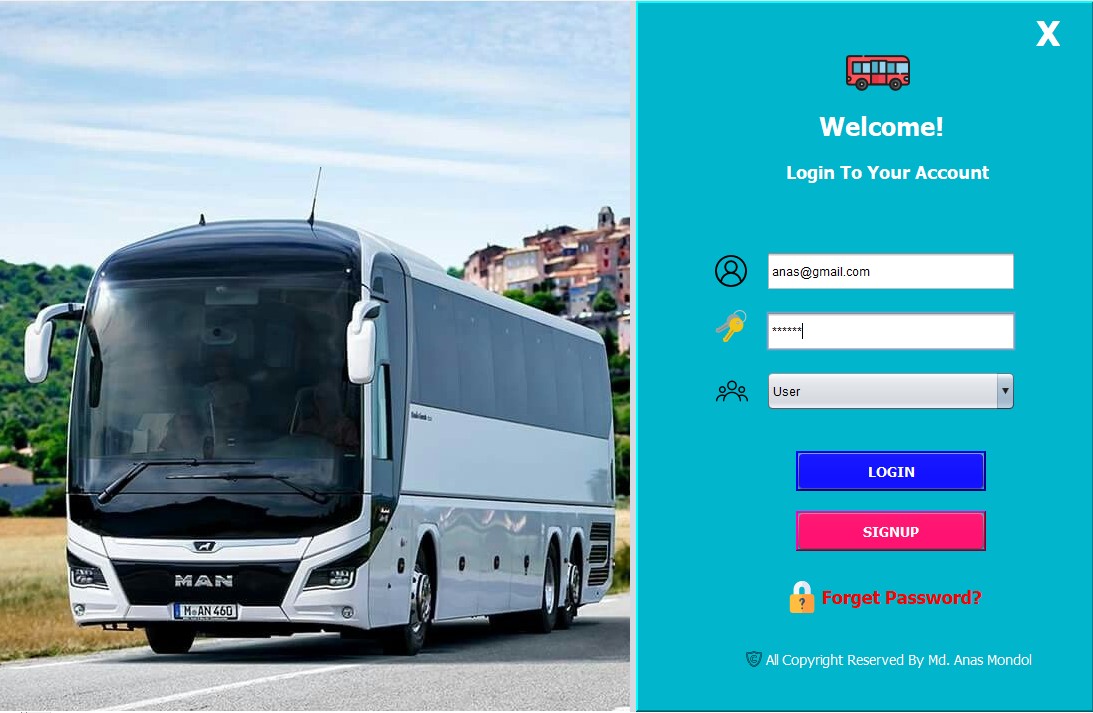 X
Welcome!
Login To Your Account
anas@gmail.com
******
User
LOGIN
SIGNUP
Forget Password?
All Copyright Reserved By Md. Anas Mondol
MAN
M AN 460